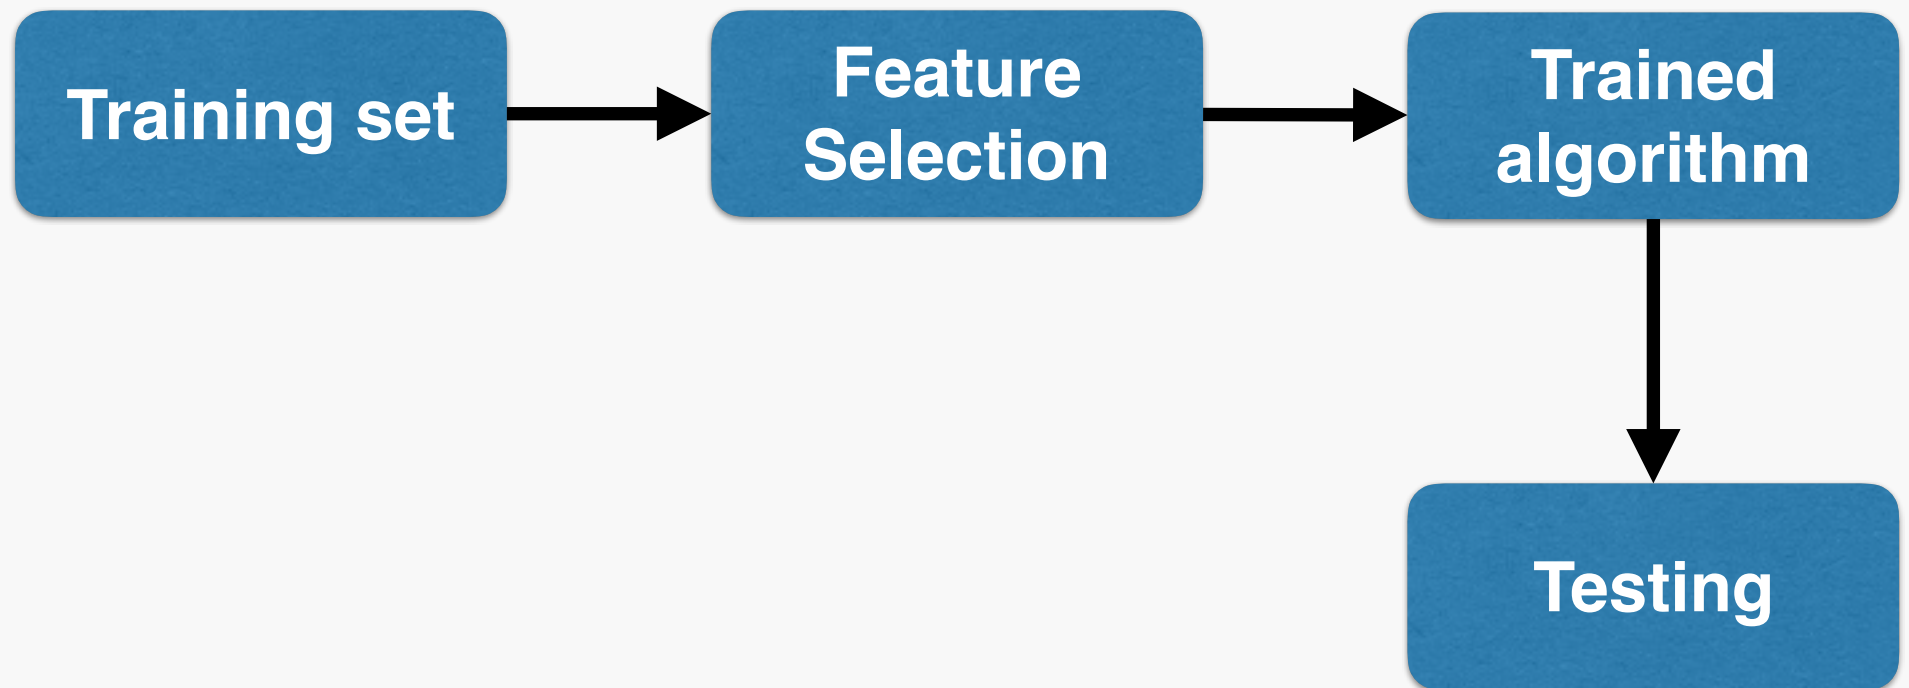 Training set
Feature
Selection
Trained
algorithm
Testing